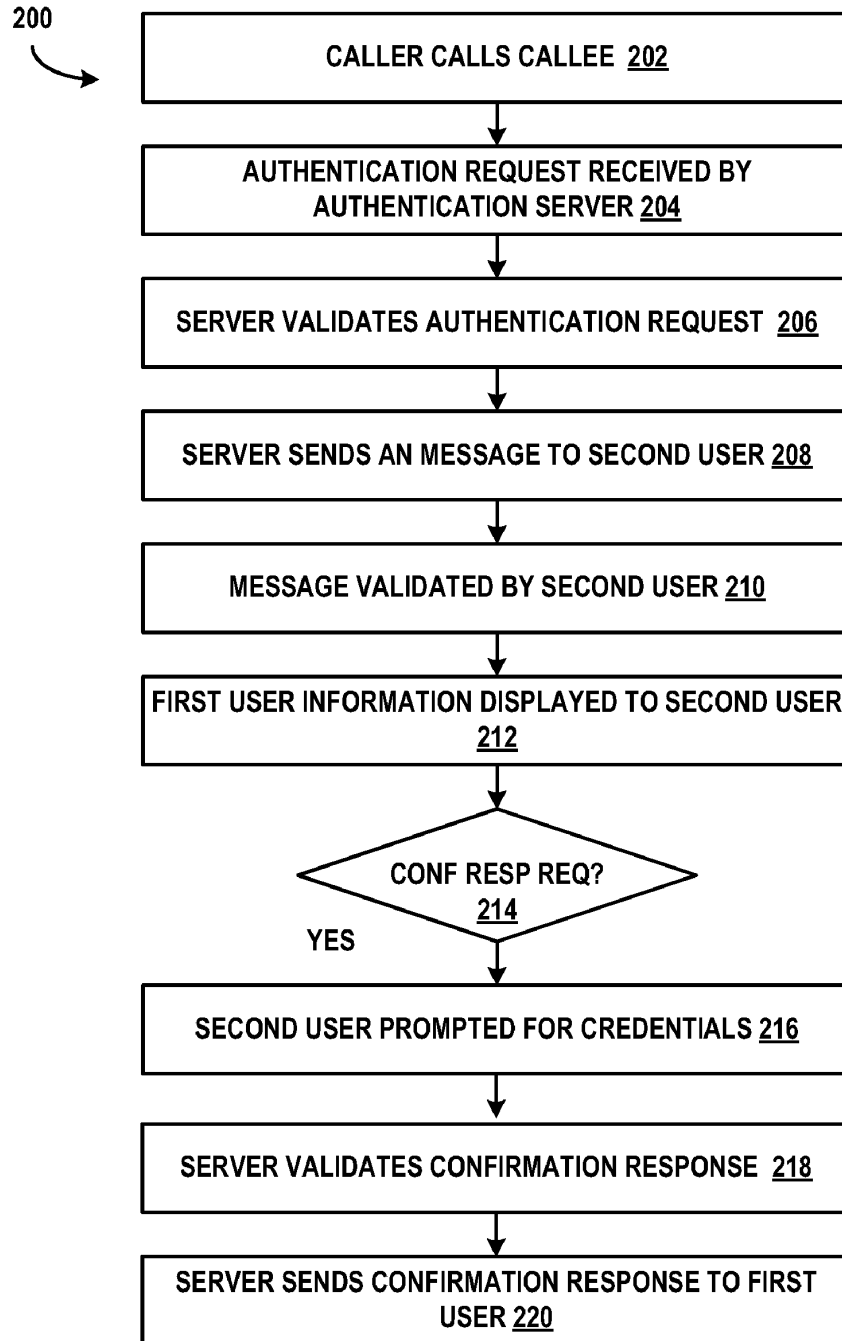 200
CALLER CALLS CALLEE 202
AUTHENTICATION REQUEST RECEIVED BY
AUTHENTICATION SERVER 204
SERVER VALIDATES AUTHENTICATION REQUEST 206
SERVER SENDS AN MESSAGE TO SECOND USER 208
MESSAGE VALIDATED BY SECOND USER 210
FIRST USER INFORMATION DISPLAYED TO SECOND USER
212
CONF RESP REQ?
214
YES
SECOND USER PROMPTED FOR CREDENTIALS 216
SERVER VALIDATES CONFIRMATION RESPONSE 218
SERVER SENDS CONFIRMATION RESPONSE TO FIRST
USER 220